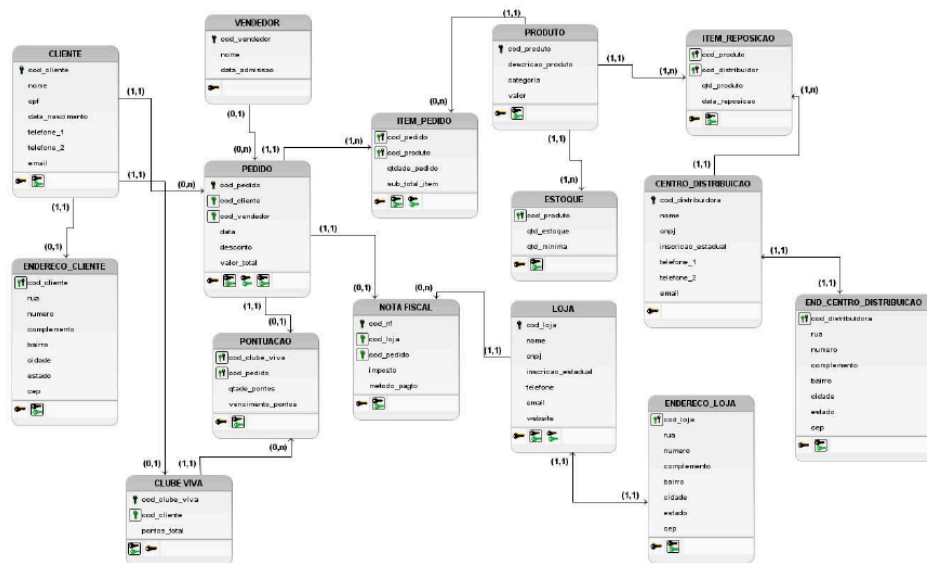 VENDEDOR
cod_vendedor
nome
data_admissao
CLIENTE
cod_cliente
nome
cpf
data_nascimento
telefone_1
telefone_2
email
(1,1)
(1,1)
(1,1)
(0,1)
(0,n)
(0,n)
(0,1)
(1,1)
(0,n)
PRODUTO
cod_produto
descricao_produto
categoria
valor
(1,1)
(1,n)
(1,1)
(1,n)
ITEM_REPOSICAO
cod_produto
cod_distribuidor
qtd_produto
data_reposicao
(1,n)
(1,1)
ITEM_PEDIDO
cod_pedido
cod_produto
qtdade_pedido
sub_total_item
(1,1)
(1,n)
PEDIDO
cod_pedido
cod_cliente
cod_vendedor
data
desconto
valor_total
(1,1)
(0,1)
(1,1)
(0,1)
ESTOQUE
cod_produto
qtd_estoque
qtd_minima
CENTRO_DISTRIBUICAO
cod_distribuidora
nome
cnpj
inscricao_estadual
telefone_1
telefone_2
email
(1,1)
(1,1)
ENDERECO_CLIENTE
cod_cliente
rua
numero
complemento
bairro
cidade
estado
cep
NOTA FISCAL
cod_nf
cod_loja
cod_pedido
imposto
metodo_pagto
(0,n)
(1,1)
LOJA
cod_loja
nome
cnpj
inscricao_estadual
telefone
email
website
(1,1)
(1,1)
END_CENTRO_DISTRIBUICAO
cod_distribuidora
rua
numero
complemento
bairro
cidade
estado
cep
PONTUACAO
cod_clube_viva
cod_pedido
qtade_pontos
vencimento_pontos
(0,n)
(1,1)
(0,1)
ENDERECO_LOJA
cod_loja
rua
numero
complemento
bairro
cidade
estado
cep
CLUBE VIVA
cod_clube_viva
cod_cliente
pontos_total